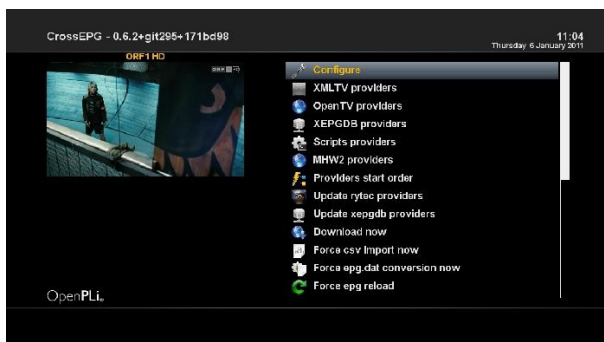 CrossEPG - 0.6.2+git295+171bd98
11:04
Thursday 6 January 2011
ORF1 HD
Configure
XMLTV providers
OpenTV providers
XEPGDB providers
Scripts providers
MHW2 providers
Providers start order
Update rytec providers
Update xepgdb providers
Download now
Force csv import now
Force epg.dat conversion now
Force epg reload
OpenPLi